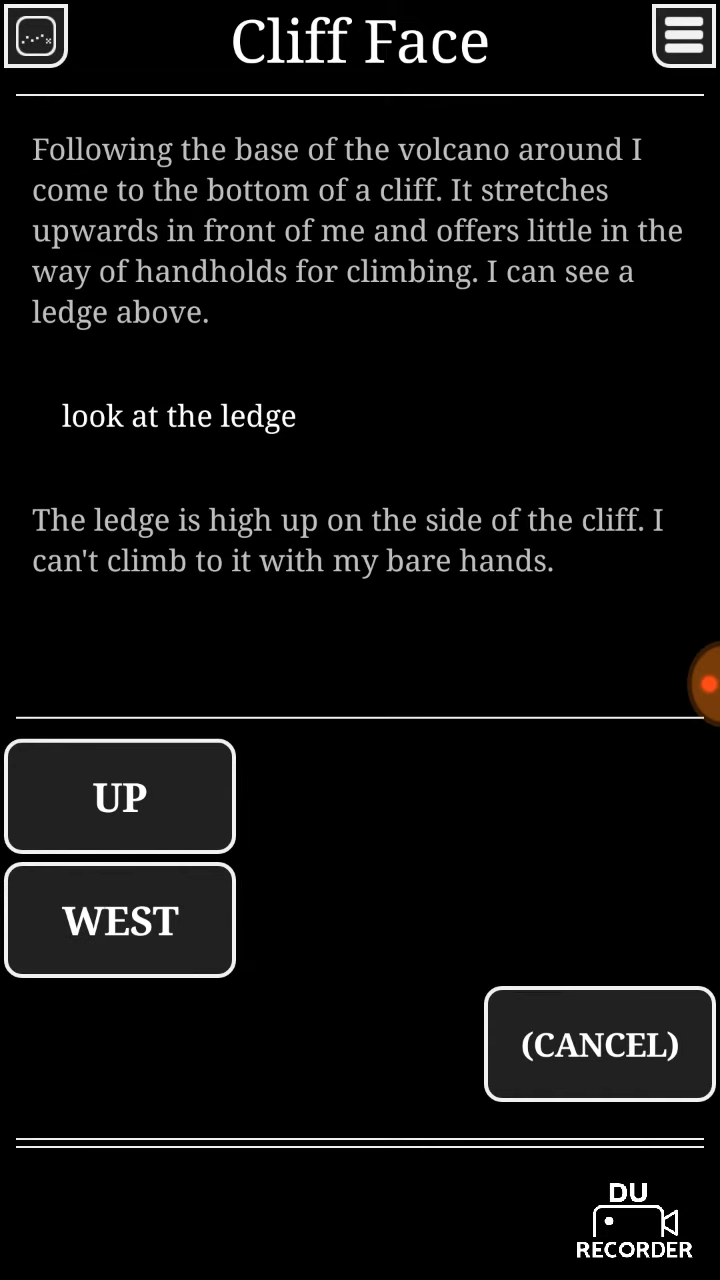 Cliff Face
Following the base of the volcano around I
come to the bottom of a cliff. It stretches
upwards in front of me and offers little in the
way of handholds for climbing. I can see a
ledge above.
look at the ledge
The ledge is high up on the side of the cliff. I
can't climb to it with my bare hands.
UP
WEST
(CANCEL)
DU
RECORDER